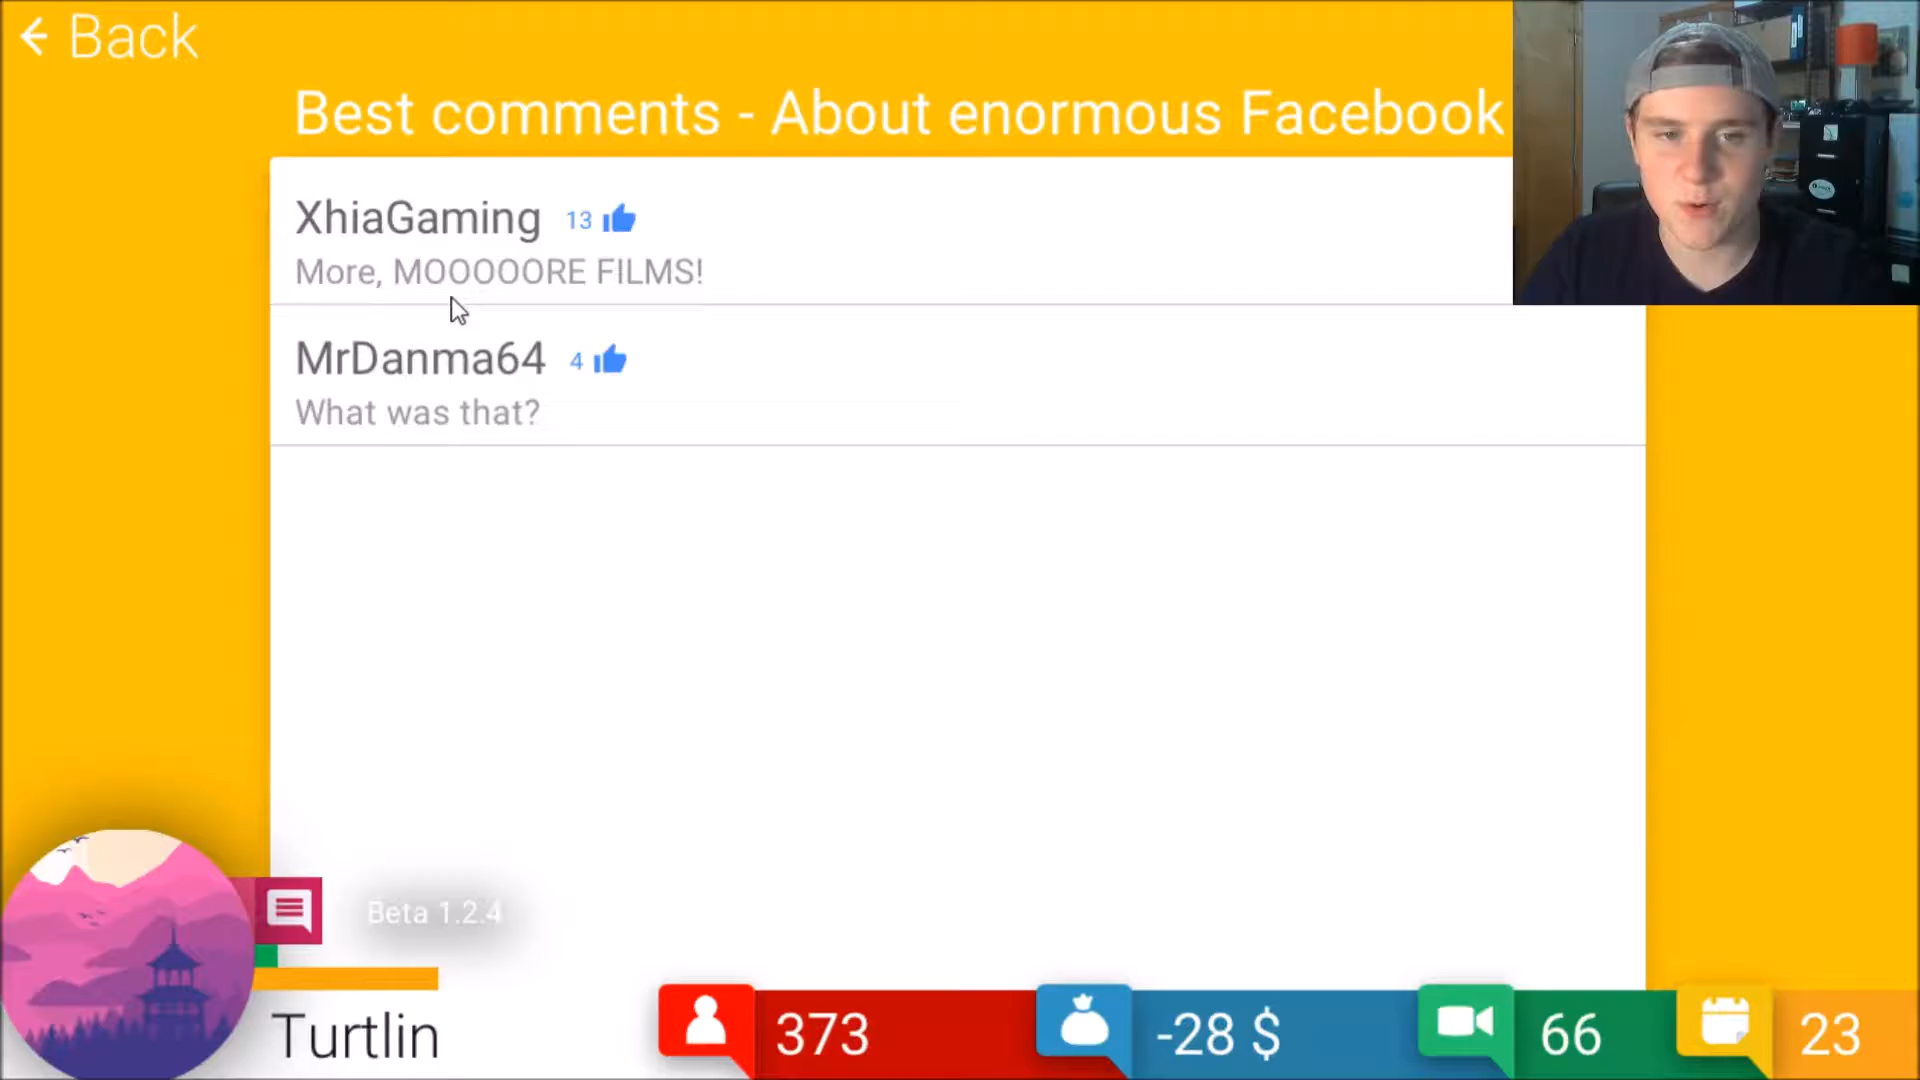 Back
Best comments - About enormous Facebook
XhiaGaming 13
More, MOOOOORE FILMS!
MrDanma64 4
What was that?
Beta 1.2.4
Turtlin
373
-28 $
66
23